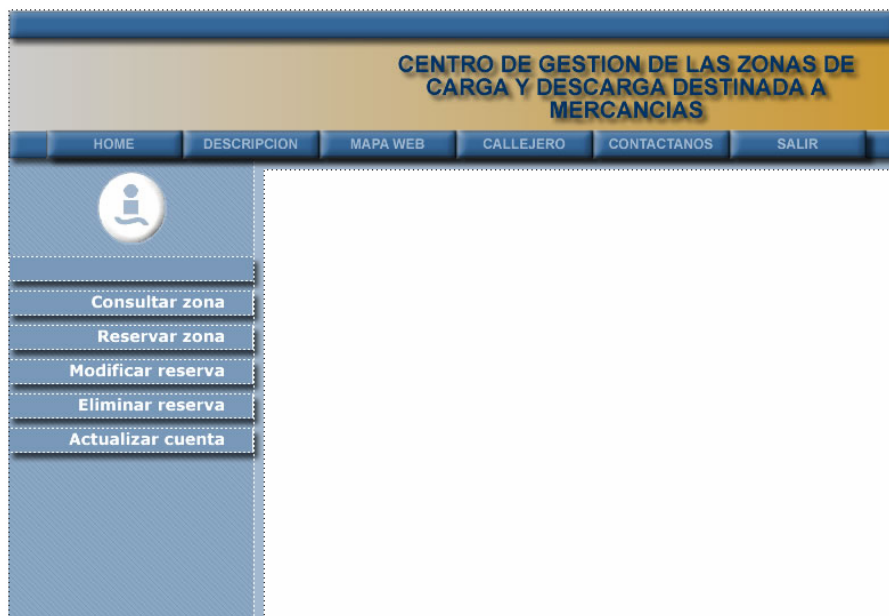 CENTRO DE GESTION DE LAS ZONAS DE
CARGA Y DESCARGA DESTINADA A
MERCANCIAS
HOME DESCRIPCION MAPA WEB CALLEJERO CONTACTANOS SALIR
Consultar zona
Reservar zona
Modificar reserva
Eliminar reserva
Actualizar cuenta